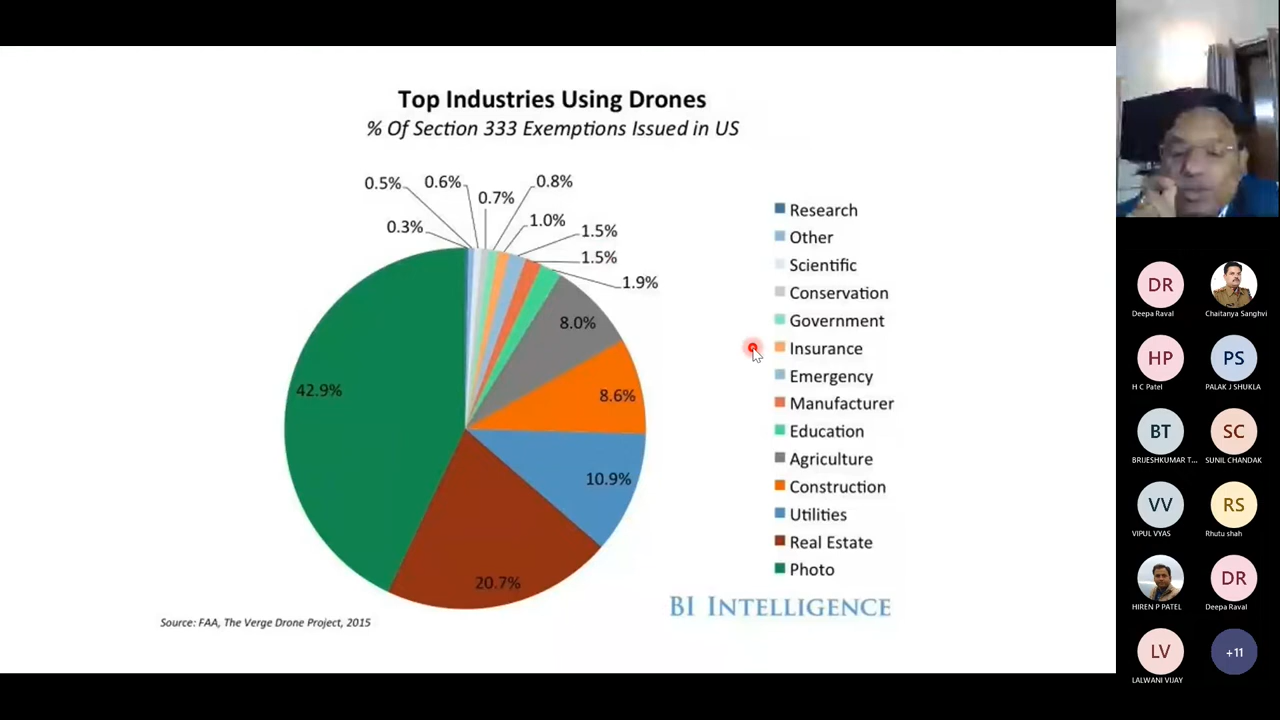 Top Industries Using Drones
% Of Section 333 Exemptions Issued in US
0.5%
0.6%
0.7%
0.8%
0.3%
1.0%
1.5%
1.5%
1.9%
8.0%
8.6%
42.9%
10.9%
20.7%
Research
Other
Scientific
Conservation
Government
Insurance
Emergency
Manufacturer
Education
Agriculture
Construction
Utilities
Real Estate
Photo
BI INTELLIGENCE
Source: FAA, The Verge Drone Project, 2015
DR
Deepa Raval
Chaitanya Sanghvi
HP
H C Patel
PS
PALAK J SHUKLA
BT
BRIJESHKUMAR T...
SC
SUNIL CHANDAK
VV
VIPUL VYAS
RS
Rhutu shah
HIREN P PATEL
DR
Deepa Raval
LV
LALWANI VIJAY
+11